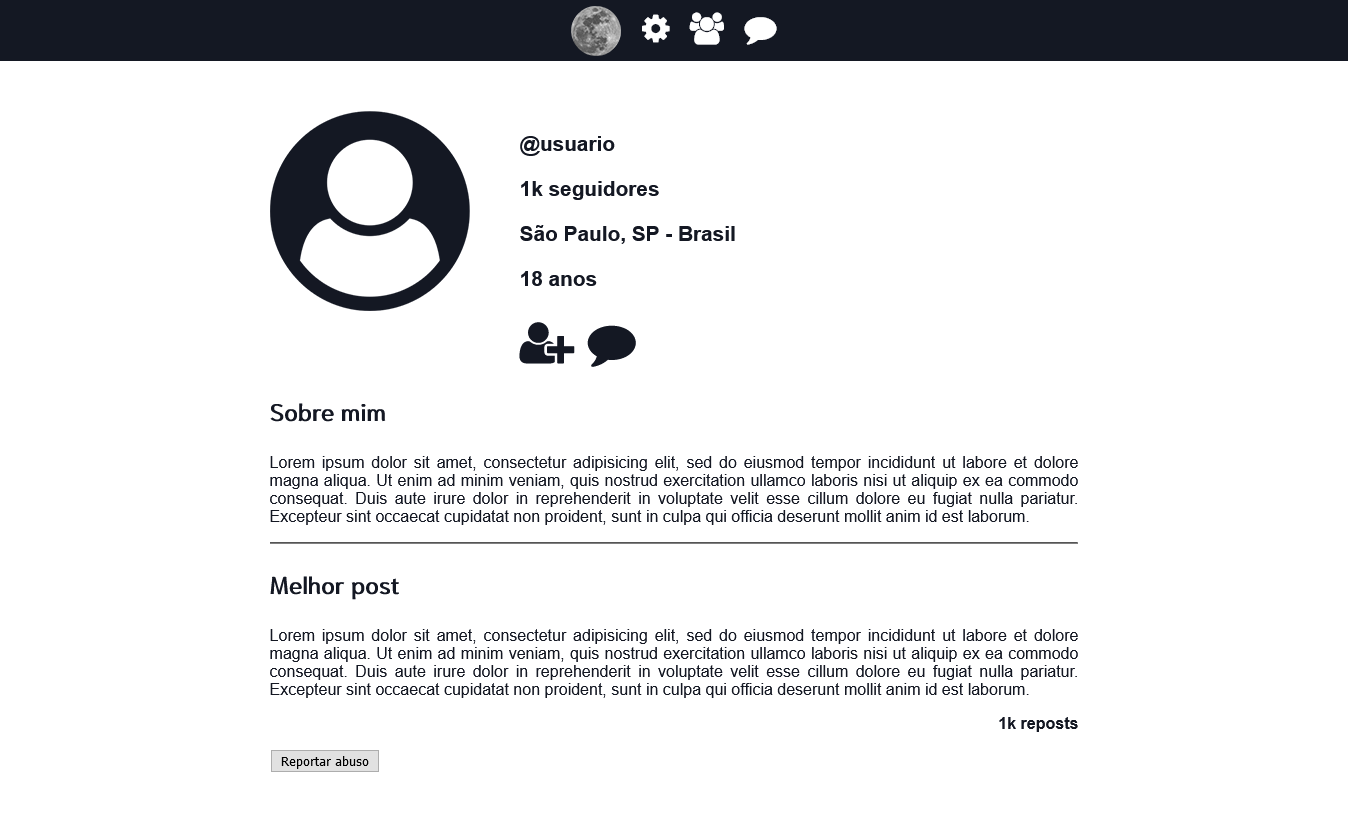 @usuario
1k seguidores
São Paulo, SP - Brasil
18 anos
Sobre mim
Lorem ipsum dolor sit amet, consectetur adipisicing elit, sed do eiusmod tempor incididunt ut labore et dolore
magna aliqua. Ut enim ad minim veniam, quis nostrud exercitation ullamco laboris nisi ut aliquip ex ea commodo
consequat. Duis aute irure dolor in reprehenderit in voluptate velit esse cillum dolore eu fugiat nulla pariatur.
Excepteur sint occaecat cupidatat non proident, sunt in culpa qui officia deserunt mollit anim id est laborum.
Melhor post
Lorem ipsum dolor sit amet, consectetur adipisicing elit, sed do eiusmod tempor incididunt ut labore et dolore
magna aliqua. Ut enim ad minim veniam, quis nostrud exercitation ullamco laboris nisi ut aliquip ex ea commodo
consequat. Duis aute irure dolor in reprehenderit in voluptate velit esse cillum dolore eu fugiat nulla pariatur.
Excepteur sint occaecat cupidatat non proident, sunt in culpa qui officia deserunt mollit anim id est laborum.
1k reposts
Reportar abuso